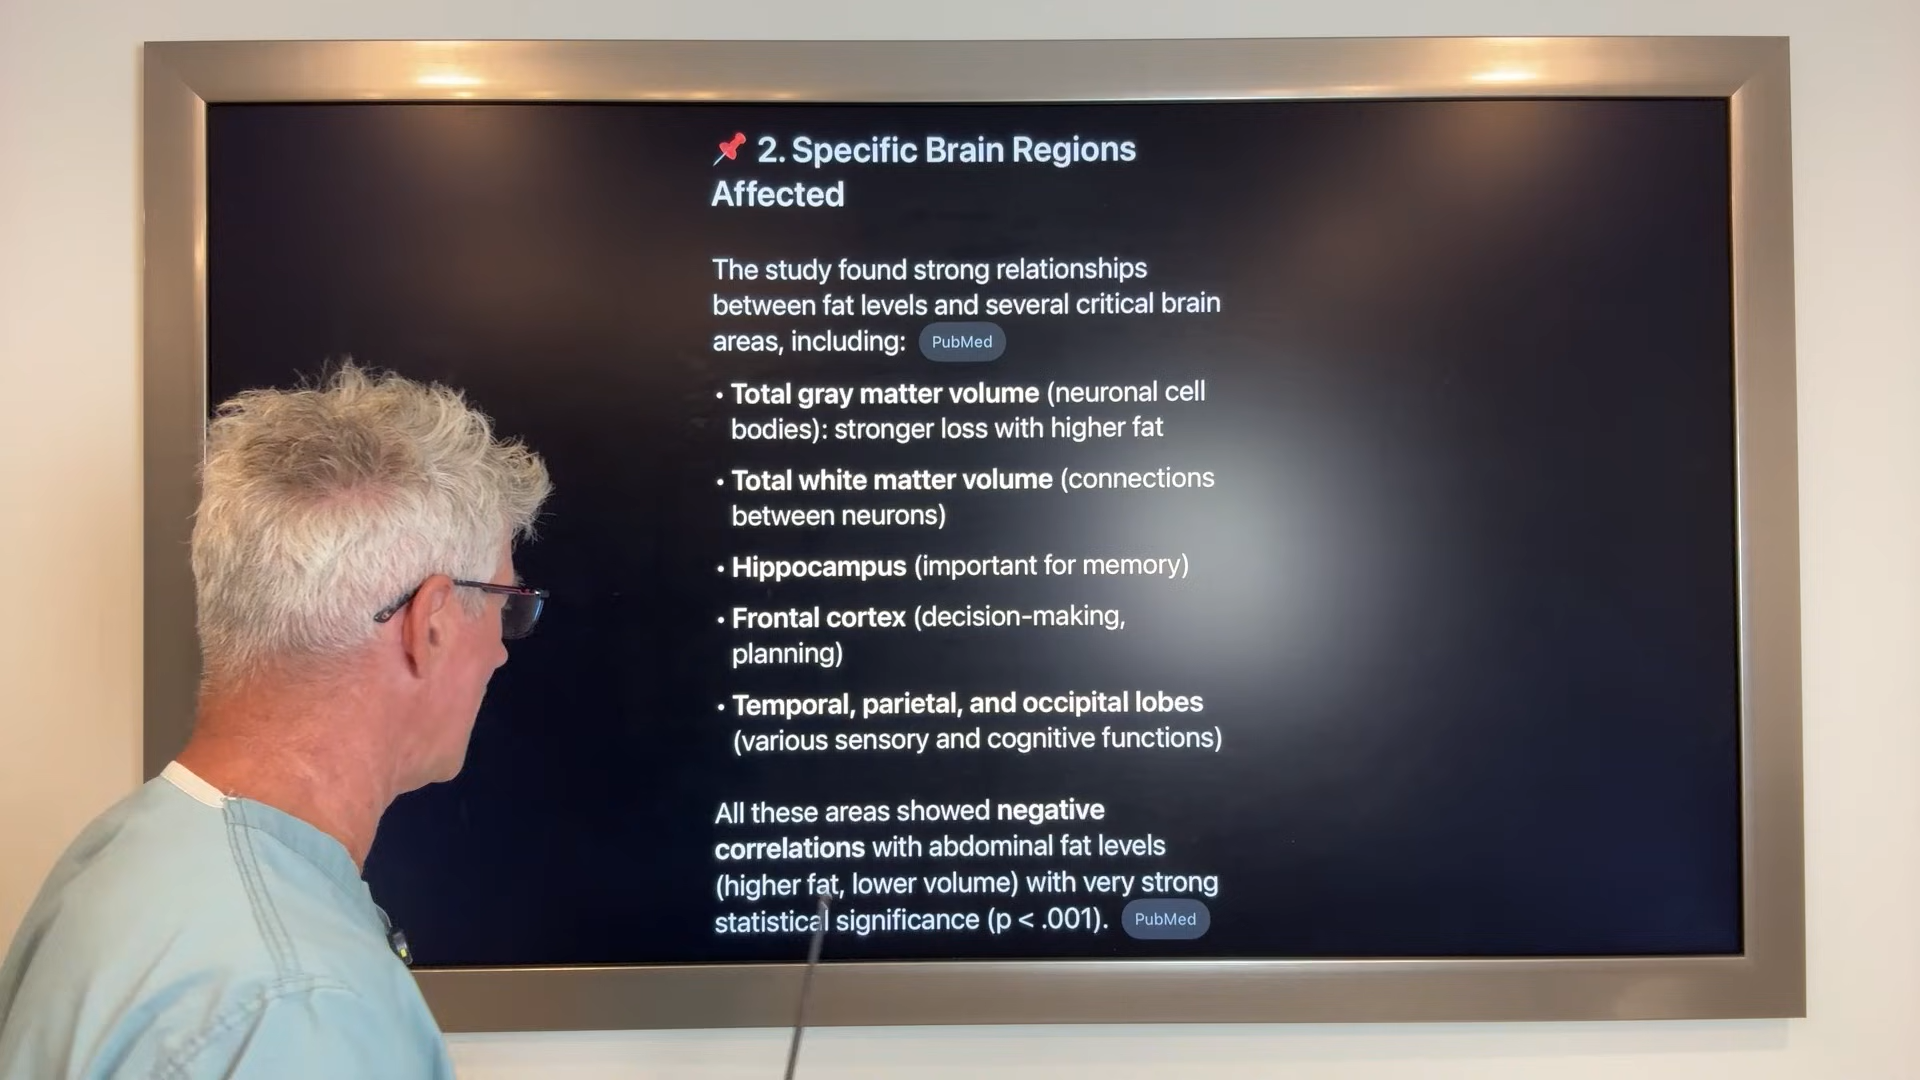 📌 2. Specific Brain Regions
Affected
The study found strong relationships
between fat levels and several critical brain
areas, including: PubMed
• Total gray matter volume (neuronal cell
bodies): stronger loss with higher fat
• Total white matter volume (connections
between neurons)
• Hippocampus (important for memory)
• Frontal cortex (decision-making,
planning)
• Temporal, parietal, and occipital lobes
(various sensory and cognitive functions)
All these areas showed negative
correlations with abdominal fat levels
(higher fat, lower volume) with very strong
statistical significance (p < .001). PubMed